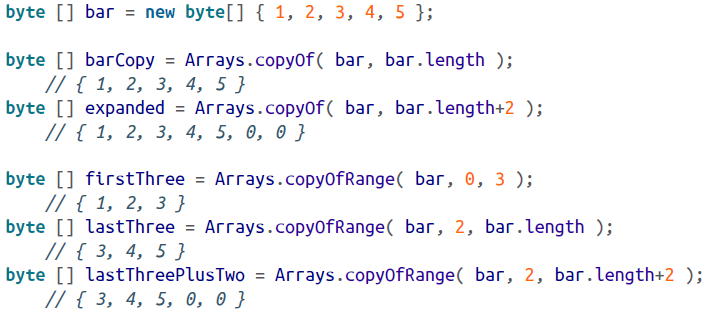 byte [] bar = new byte[] { 1, 2, 3, 4, 5 };
byte [] barCopy = Arrays.copyOf( bar, bar.length );
// { 1, 2, 3, 4, 5 }
byte [] expanded = Arrays.copyOf( bar, bar.length+2 );
// { 1, 2, 3, 4, 5, 0, 0 }
byte [] firstThree = Arrays.copyOfRange( bar, 0, 3 );
// { 1, 2, 3 }
byte [] lastThree = Arrays.copyOfRange( bar, 2, bar.length );
// { 3, 4, 5 }
byte [] lastThreePlusTwo = Arrays.copyOfRange( bar, 2, bar.length+2 );
// { 3, 4, 5, 0, 0 }